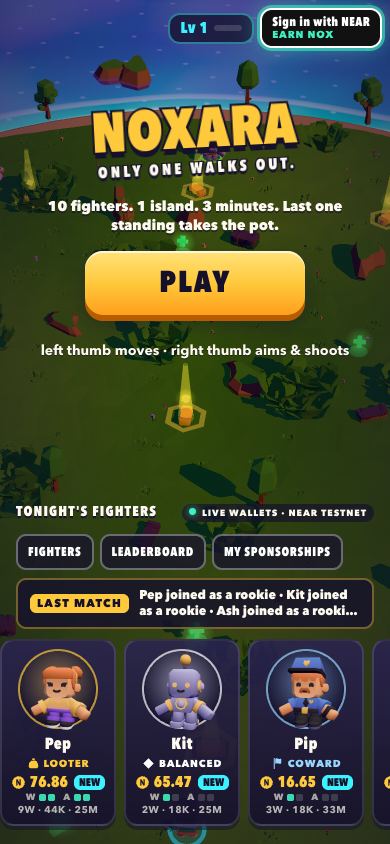 Lv 1
Sign in with NEAR
EARN NOX
NOXARA
ONLY ONE WALKS OUT.
10 fighters. 1 island. 3 minutes. Last one
standing takes the pot.
PLAY
left thumb moves · right thumb aims & shoots
TONIGHT'S FIGHTERS
LIVE WALLETS · NEAR TESTNET
FIGHTERS
LEADERBOARD
MY SPONSORSHIPS
LAST MATCH
Pep joined as a rookie · Kit joined
as a rookie · Ash joined as a rooki...
Pep
LOOTER
N 76.86 NEW
W A
9W · 44K · 25M
Kit
BALANCED
N 65.47 NEW
W A
2W · 18K · 25M
Pip
COWARD
N 16.65 NEW
W A
3W · 18K · 33M